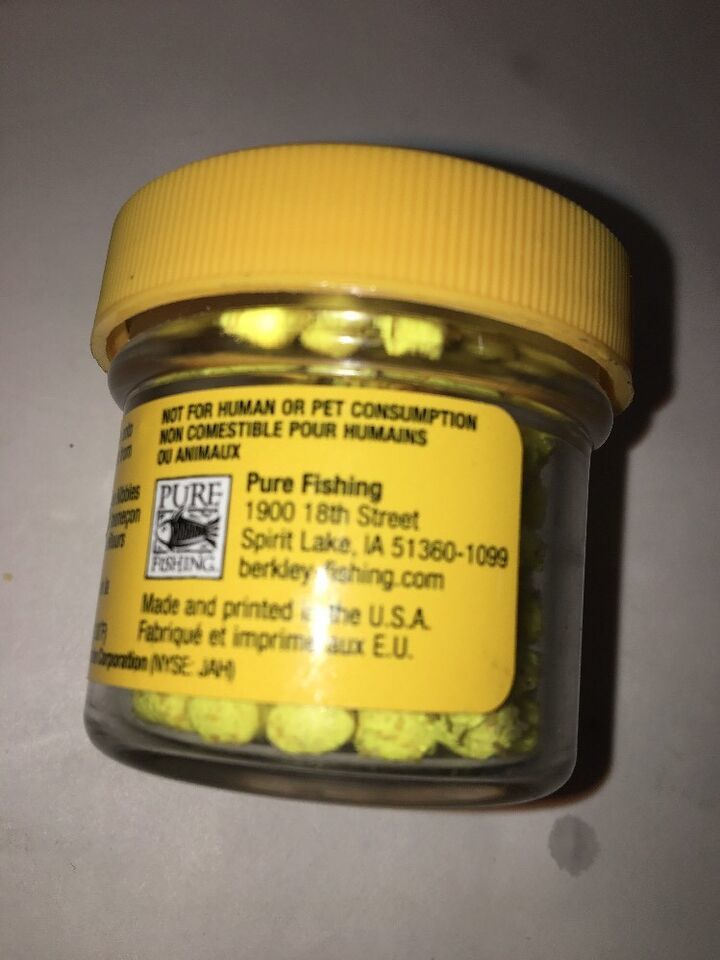 NOT FOR HUMAN OR PET CONSUMPTION
NON COMESTIBLE POUR HUMAINS
OU ANIMAUX
PURE
FISHING
Pure Fishing
1900 18th Street
Spirit Lake, IA 51360-1099
berkley-fishing.com
Made and printed in the U.S.A.
Fabriqué et imprimé aux E.U.
Corporation (NYSE: JAH)